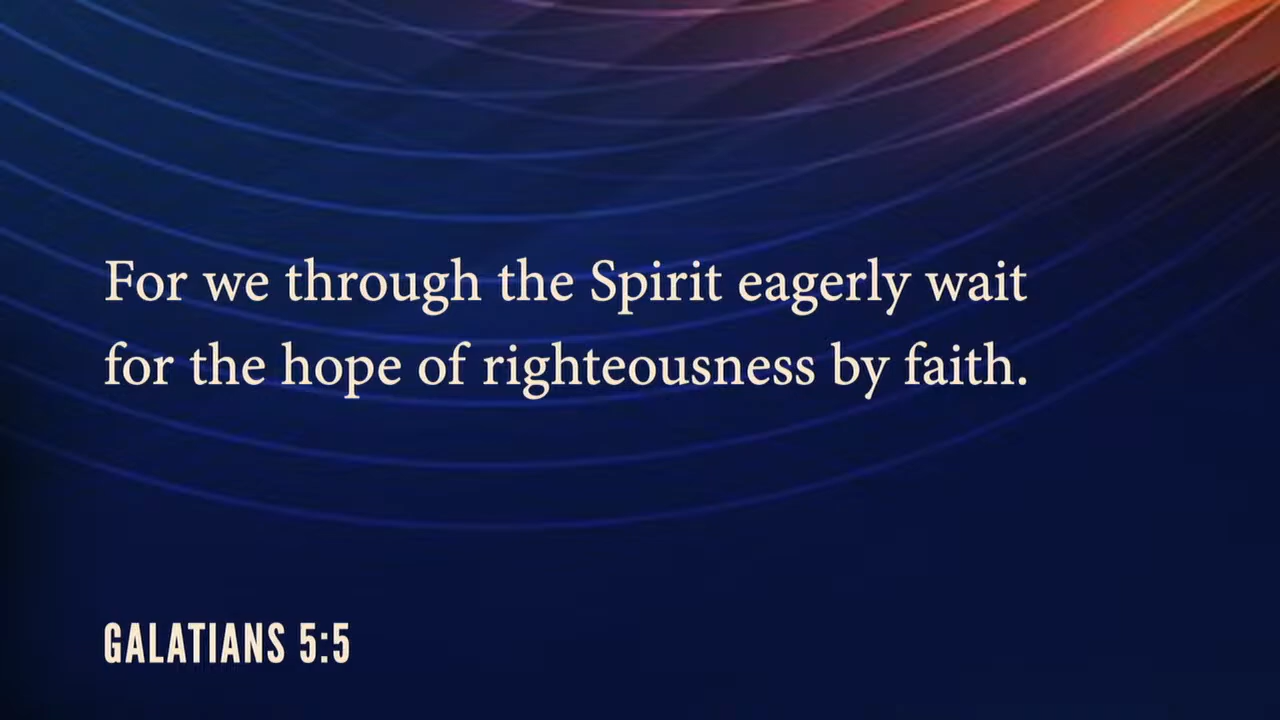 For we through the Spirit eagerly wait
for the hope of righteousness by faith.
GALATIANS 5:5